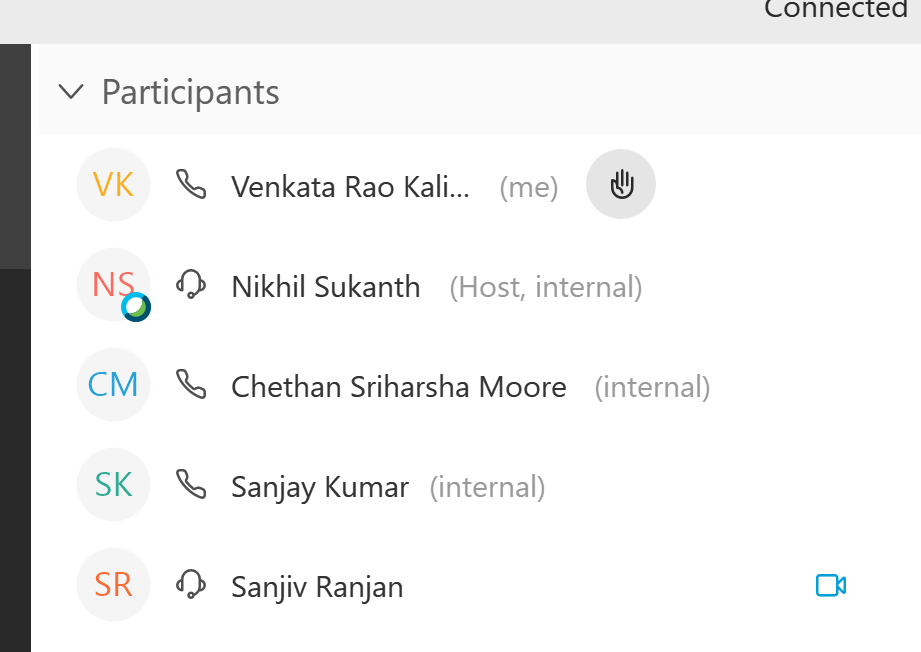 Connected
Participants
VK Venkata Rao Kali... (me)
NS Nikhil Sukanth (Host, internal)
CM Chethan Sriharsha Moore (internal)
SK Sanjay Kumar (internal)
SR Sanjiv Ranjan